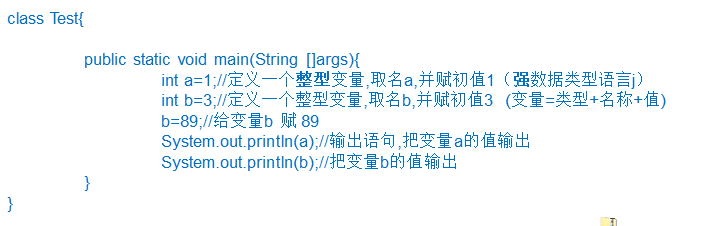 class Test{
public static void main(String []args){
int a=1;//定义一个整型变量,取名a,并赋初值1（强数据类型语言j）
int b=3;//定义一个整型变量,取名b,并赋初值3 (变量=类型+名称+值)
b=89;//给变量b 赋 89
System.out.println(a);//输出语句,把变量a的值输出
System.out.println(b);//把变量b的值输出
}
}